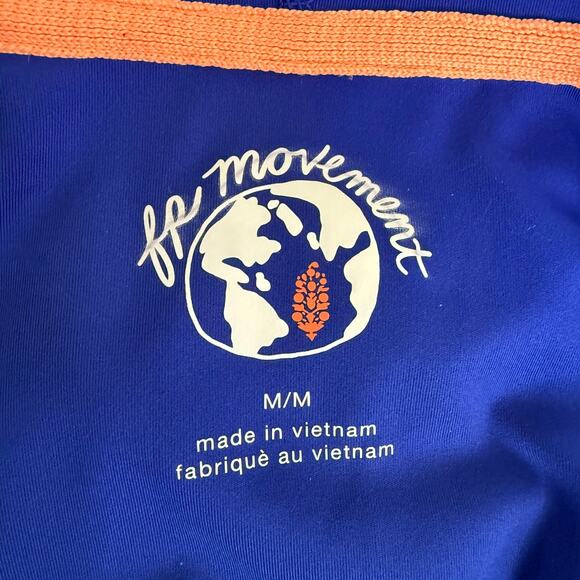 fp movement
M/M
made in vietnam
fabriquè au vietnam